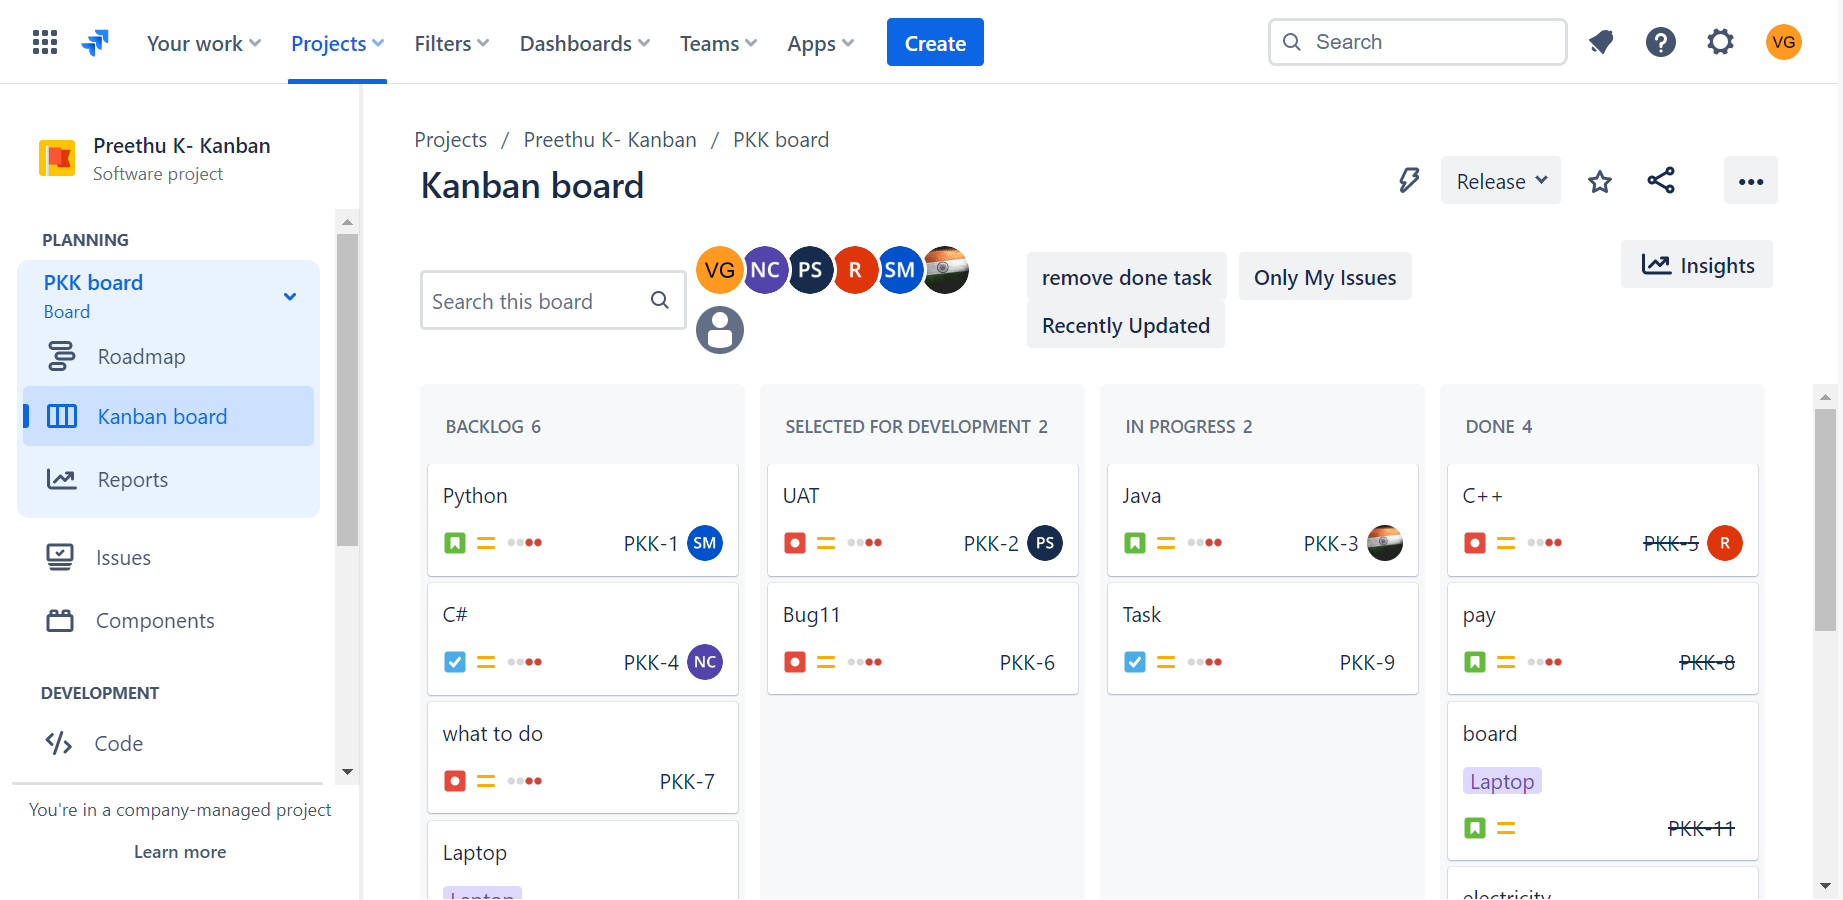 Your work
Projects
Filters
Dashboards
Teams
Apps
Create
Search
VG
Preethu K- Kanban
Software project
PLANNING
PKK board
Board
Roadmap
Kanban board
Reports
Issues
Components
DEVELOPMENT
Code
You're in a company-managed project
Learn more
Projects / Preethu K- Kanban / PKK board
Kanban board
Release
Search this board
VG NC PS R SM
remove done task
Only My Issues
Recently Updated
Insights
BACKLOG 6
Python
PKK-1 SM
C#
PKK-4 NC
what to do
PKK-7
Laptop
Laptop
SELECTED FOR DEVELOPMENT 2
UAT
PKK-2 PS
Bug11
PKK-6
IN PROGRESS 2
Java
PKK-3
Task
PKK-9
DONE 4
C++
PKK-5 R
pay
PKK-8
board
Laptop
PKK-11
electricity